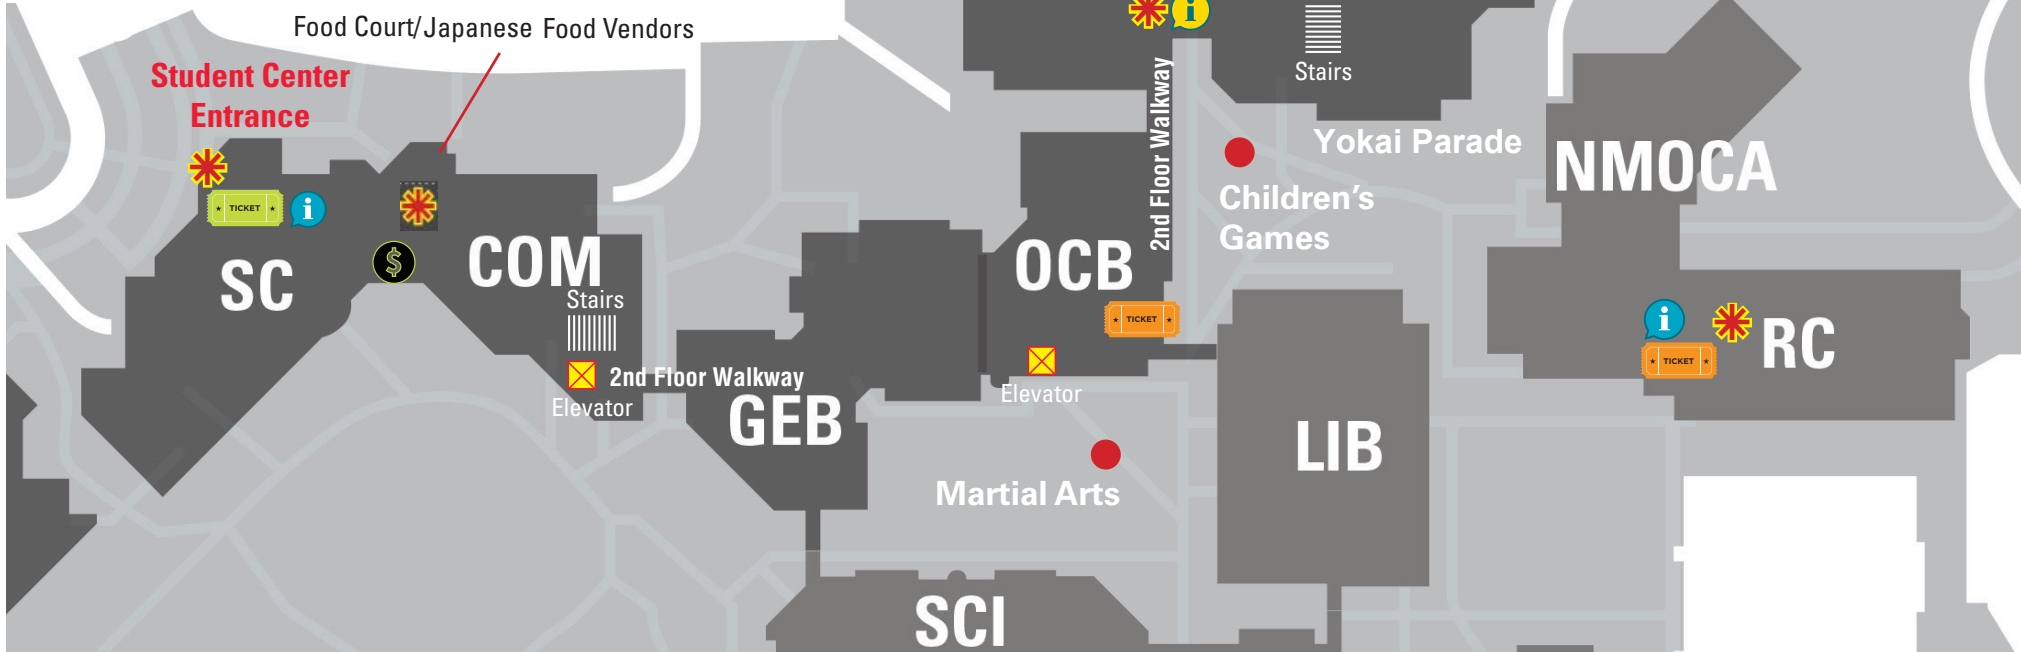 Food Court/Japanese Food Vendors
Student Center
Entrance
i
Stairs
2nd Floor Walkway
Yokai Parade
NMOCA
Children's
Games
TICKET
i
$
SC
COM
Stairs
OCB
TICKET
i
TICKET
RC
2nd Floor Walkway
Elevator
Elevator
GEB
LIB
Martial Arts
SCI